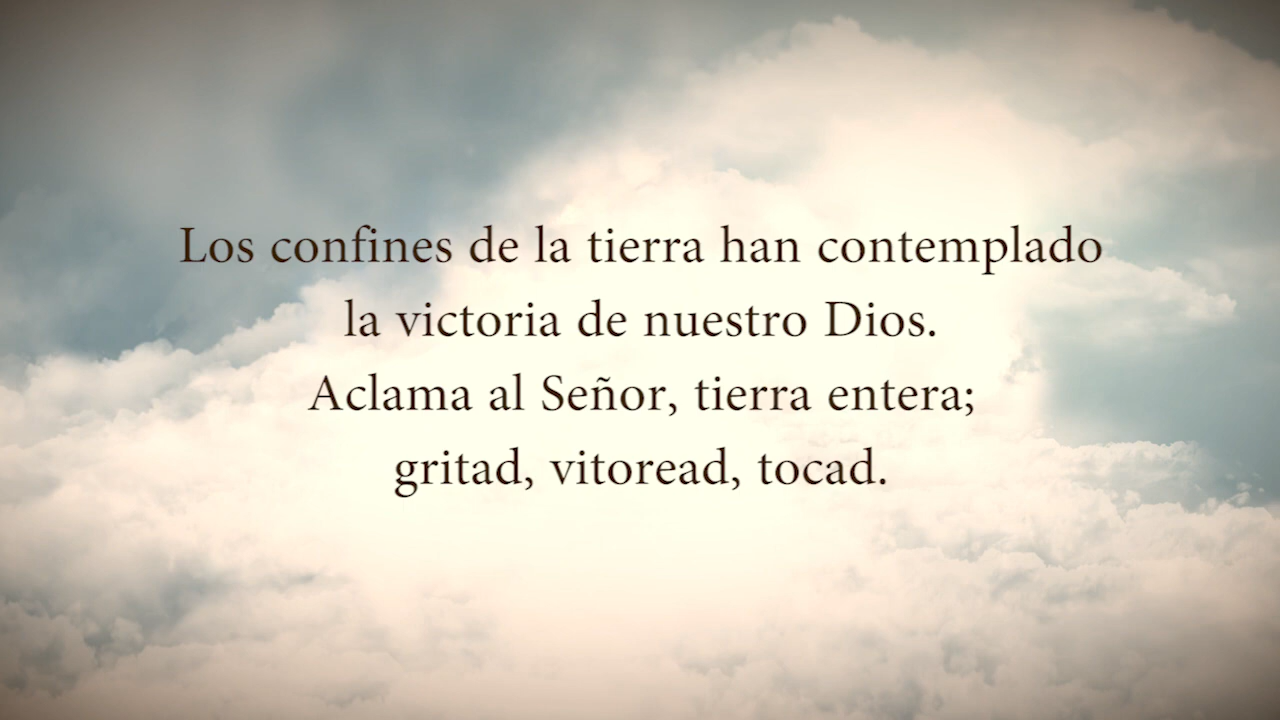 Los confines de la tierra han contemplado
la victoria de nuestro Dios.
Aclama al Señor, tierra entera;
gritad, vitoread, tocad.